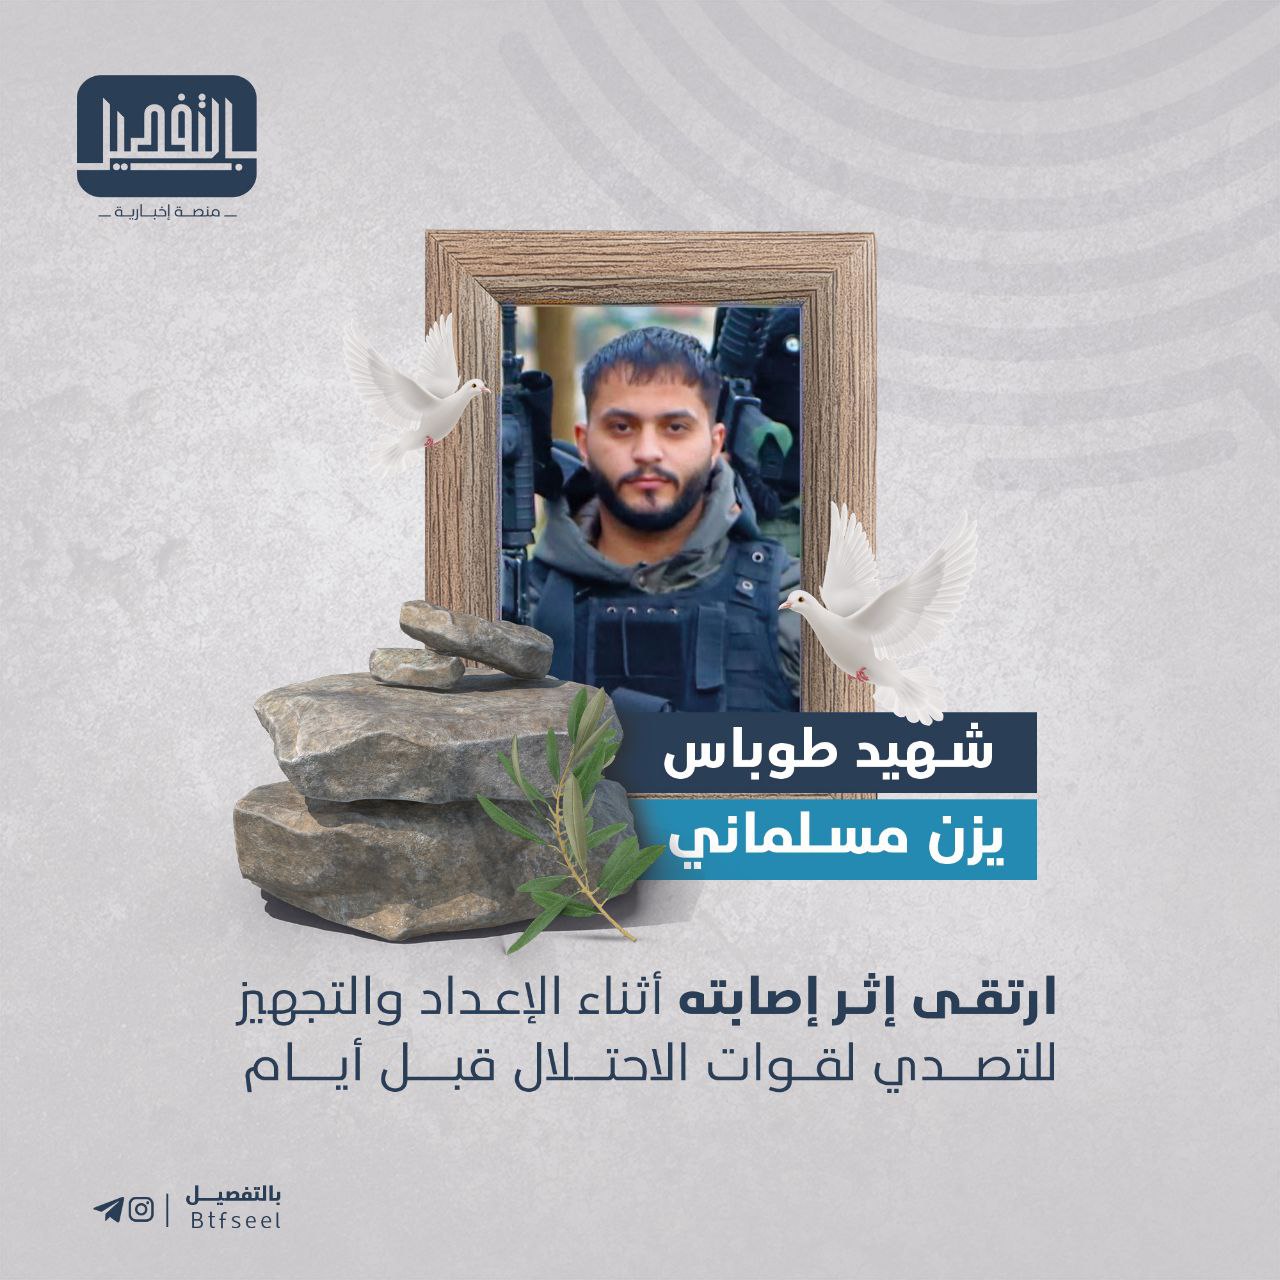 بالتفصيل
منصة إخبارية
شهيد طوباس
يزن مسلماني
ارتقى إثر إصابته أثناء الإعداد والتجهيز
للتصدي لقوات الاحتلال قبل أيام
بالتفصيل
Btfseel